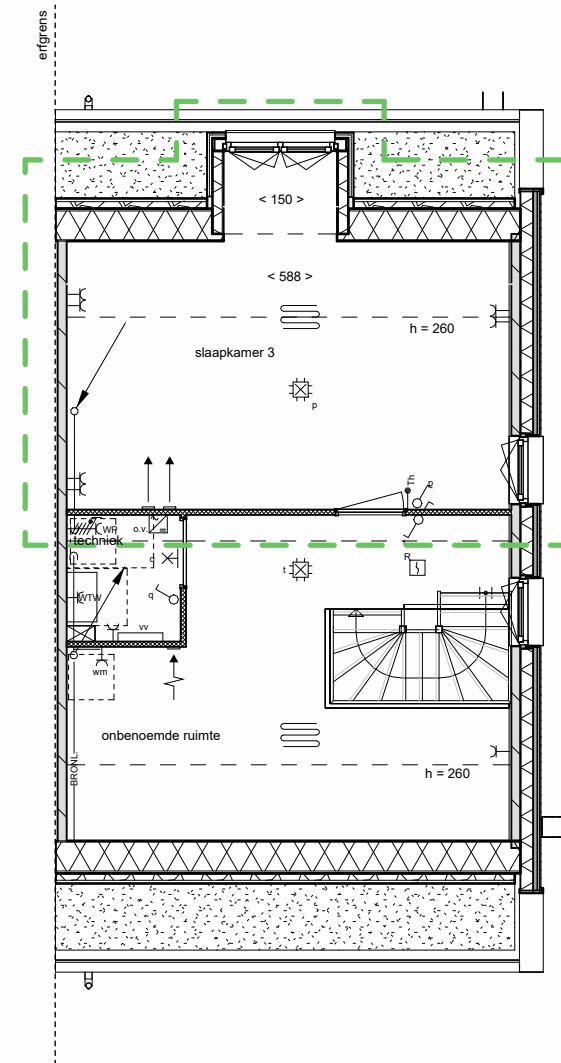 erfgrens
< 150 >
< 588 >
h = 260
slaapkamer 3
p
Th
p
WP
o.v.
techniek
d
R
t
WTW
q
vv
wm
onbenoemde ruimte
BRONL.
h = 260